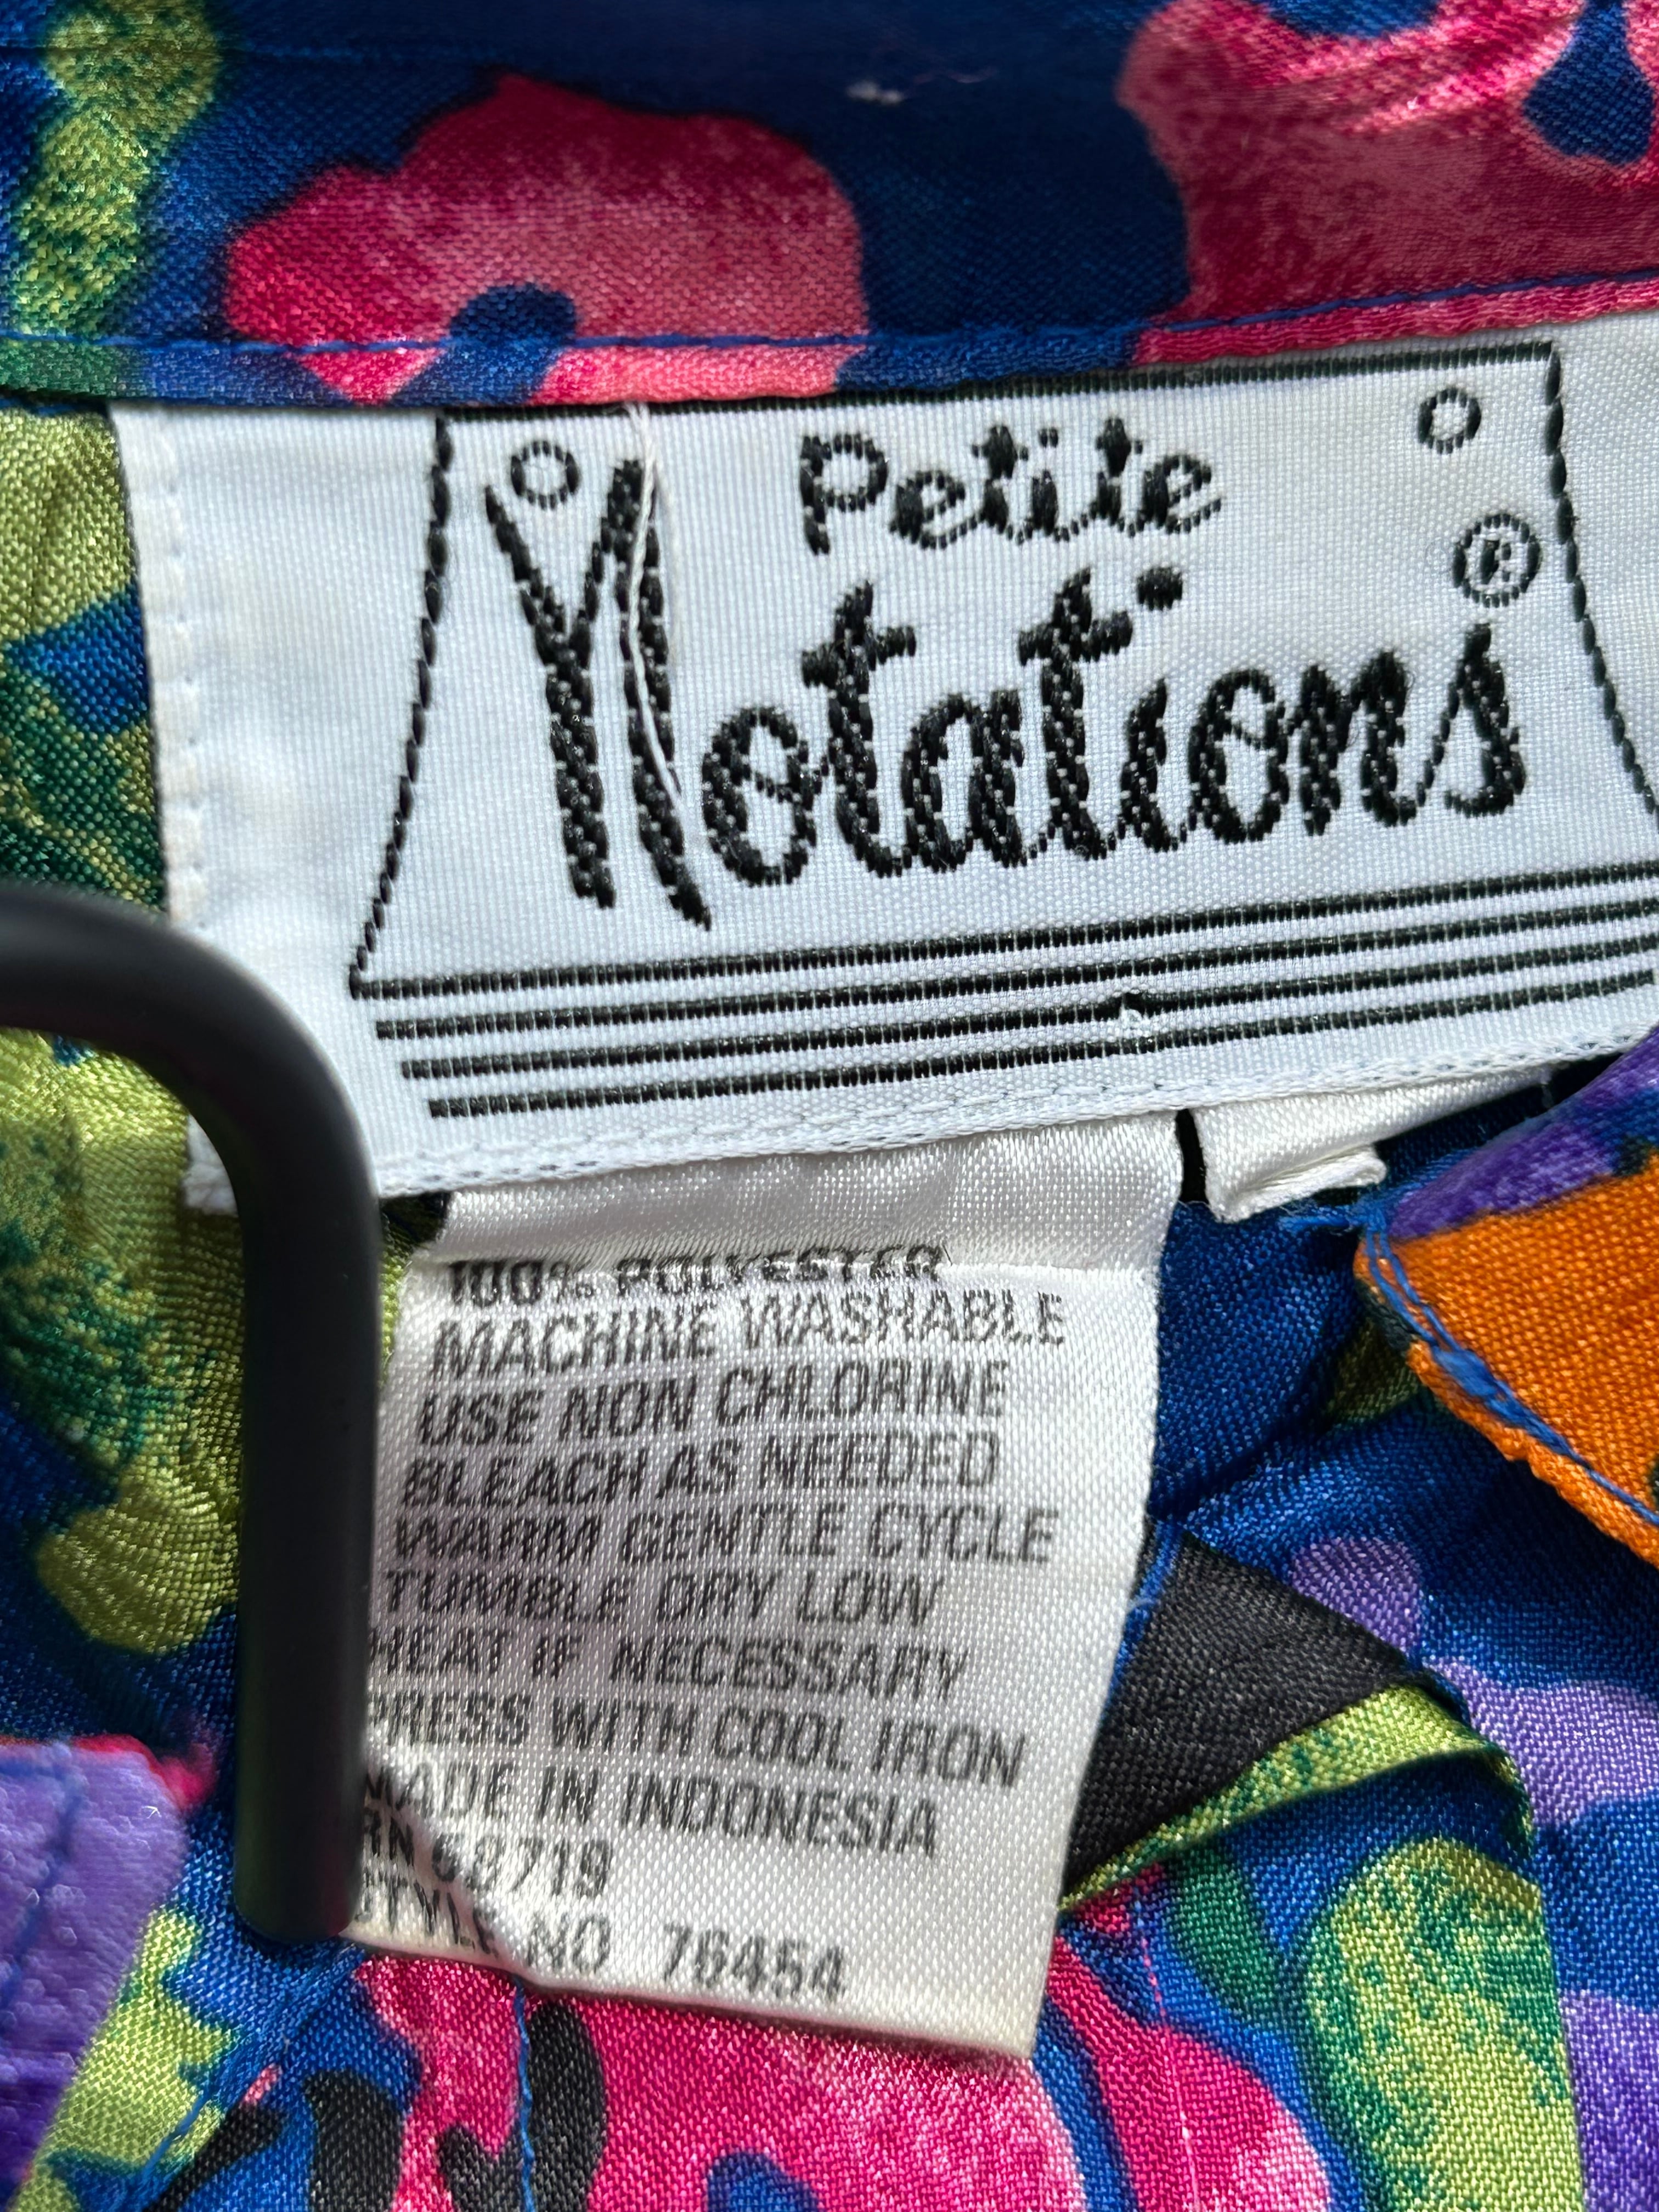 Petite
Notations ®
100% POLYESTER
MACHINE WASHABLE
USE NON CHLORINE
BLEACH AS NEEDED
WARM GENTLE CYCLE
TUMBLE DRY LOW
HEAT IF NECESSARY
PRESS WITH COOL IRON
MADE IN INDONESIA
RN 68719
STYLE NO 76454